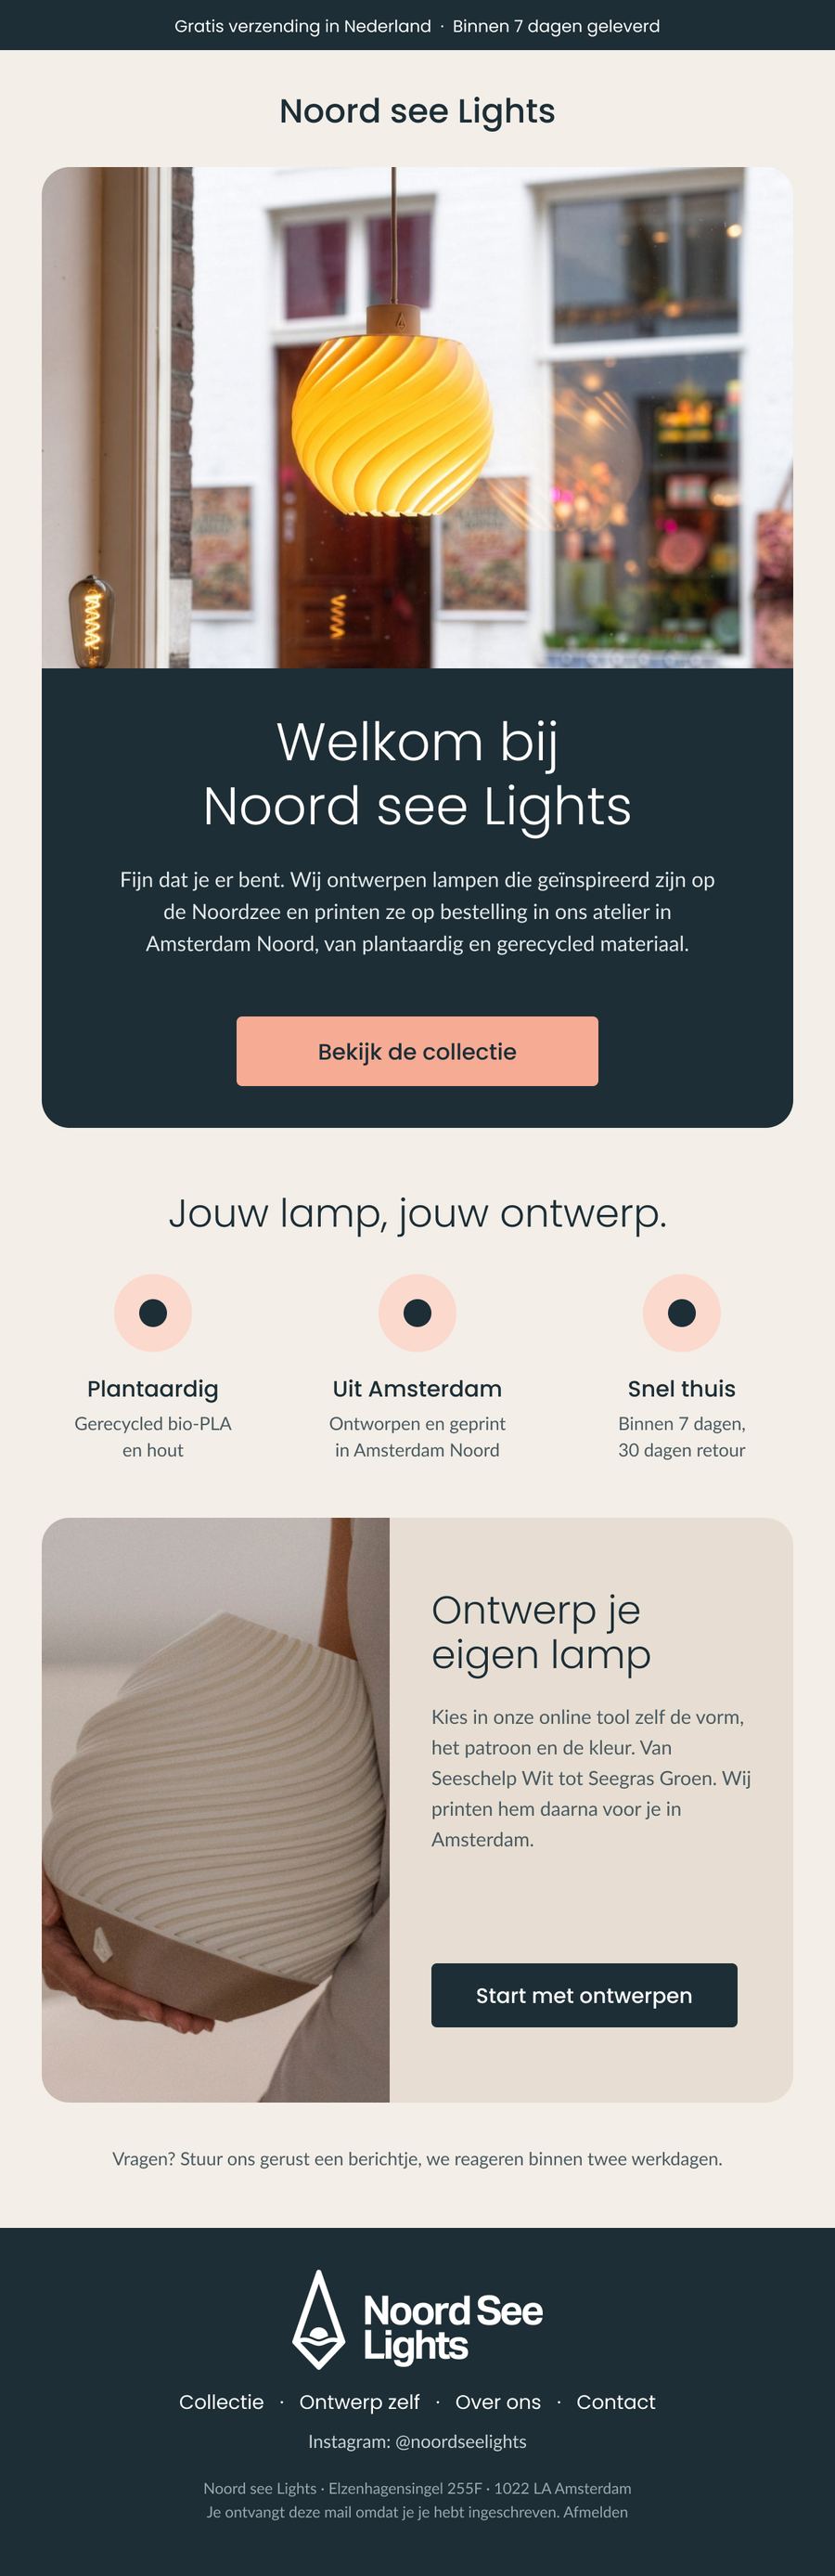 Gratis verzending in Nederland · Binnen 7 dagen geleverd
Noord see Lights
Welkom bij
Noord see Lights
Fijn dat je er bent. Wij ontwerpen lampen die geïnspireerd zijn op
de Noordzee en printen ze op bestelling in ons atelier in
Amsterdam Noord, van plantaardig en gerecycled materiaal.
Bekijk de collectie
Jouw lamp, jouw ontwerp.
Plantaardig
Gerecycled bio-PLA
en hout
Uit Amsterdam
Ontworpen en geprint
in Amsterdam Noord
Snel thuis
Binnen 7 dagen,
30 dagen retour
Ontwerp je
eigen lamp
Kies in onze online tool zelf de vorm,
het patroon en de kleur. Van
Seeschelp Wit tot Seegras Groen. Wij
printen hem daarna voor je in
Amsterdam.
Start met ontwerpen
Vragen? Stuur ons gerust een berichtje, we reageren binnen twee werkdagen.
Noord See
Lights
Collectie · Ontwerp zelf · Over ons · Contact
Instagram: @noordseelights
Noord see Lights · Elzenhagensingel 255F · 1022 LA Amsterdam
Je ontvangt deze mail omdat je je hebt ingeschreven. Afmelden